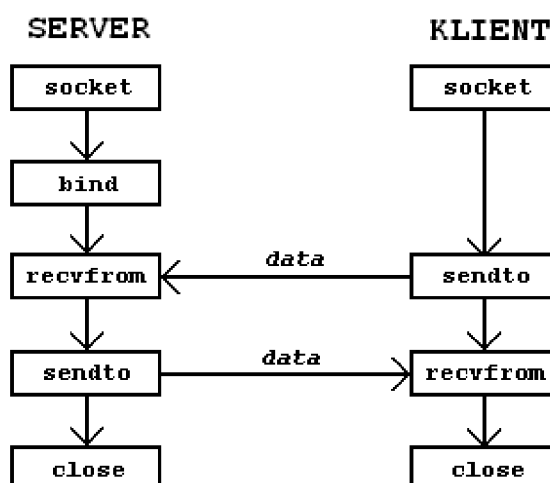 SERVER KLIENT
socket socket
bind
data
recvfrom sendto
data
sendto recvfrom
close close